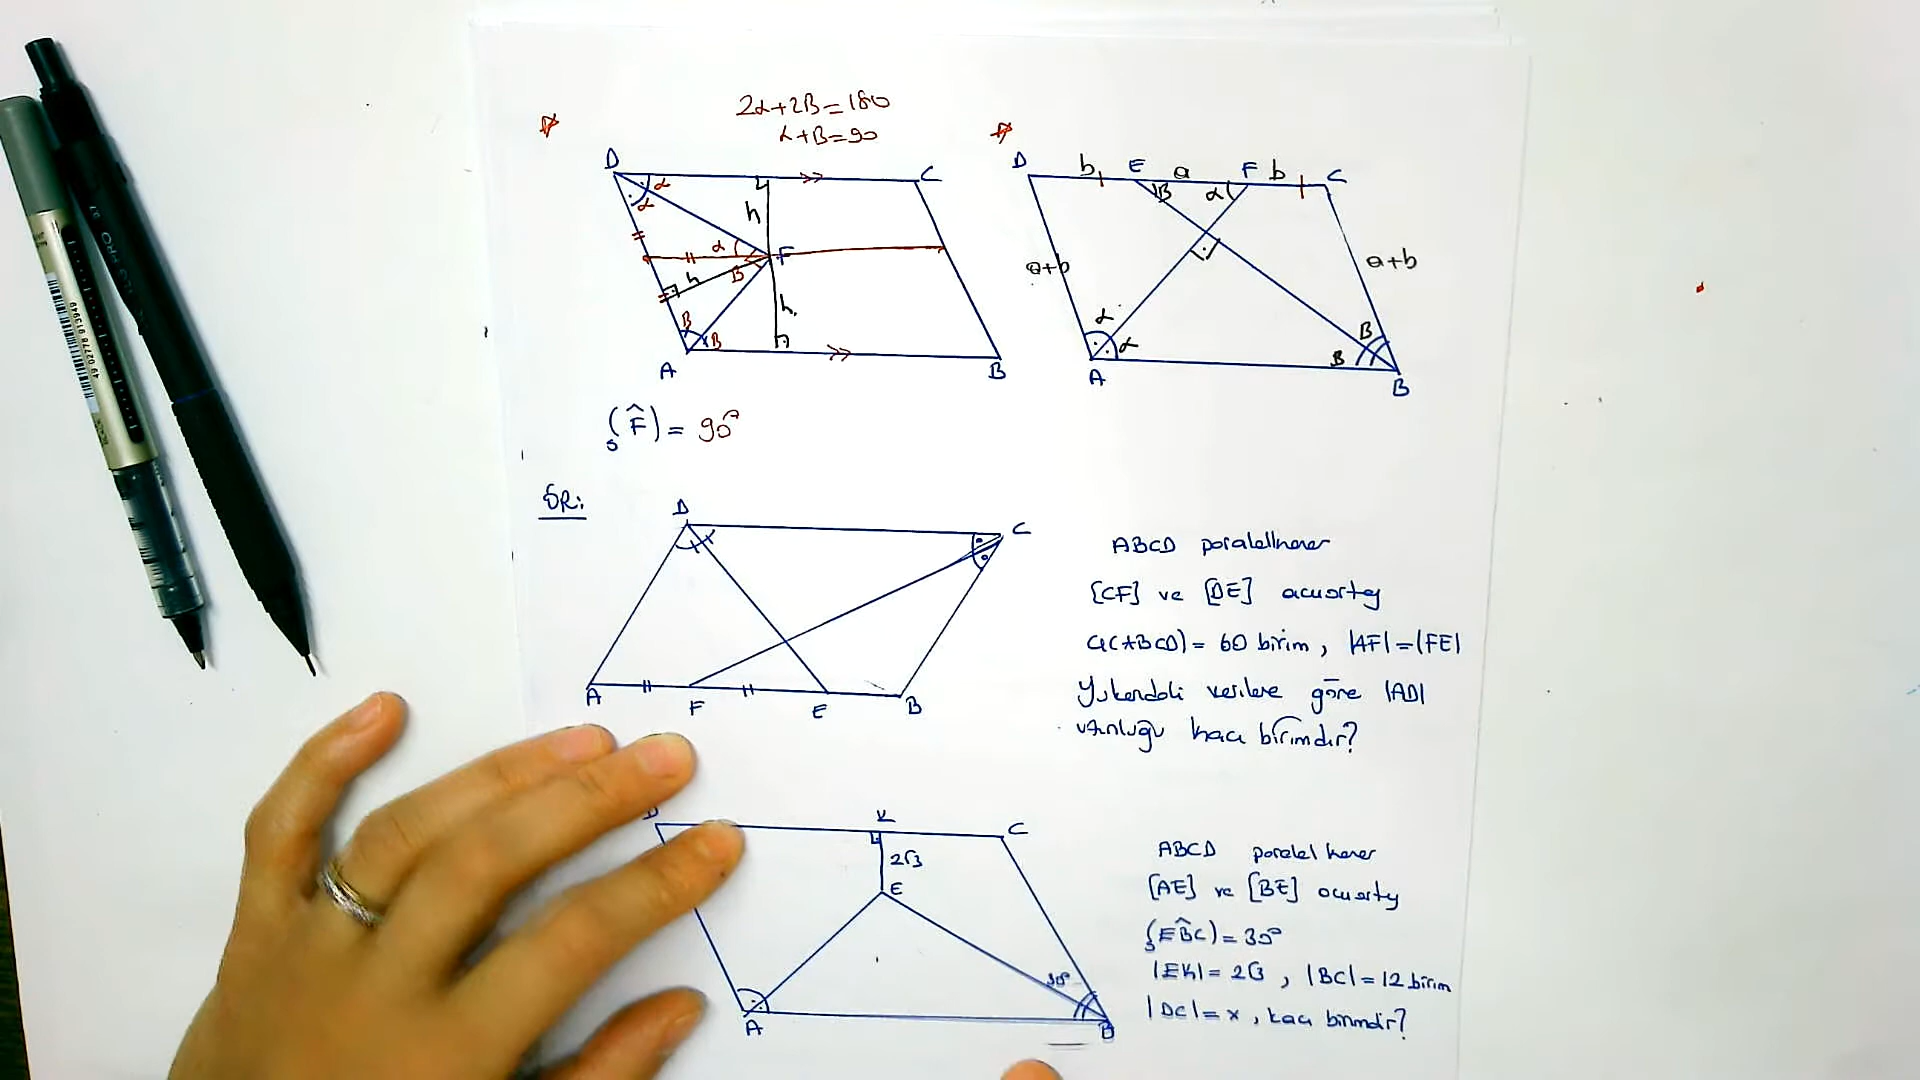 2α+2B=180
α+B=90
D
C
α
α
h
α
F
h
B
h
B
B
A
B
D
b
E
a
F
b
C
B
α
a+b
a+b
α
α
B
B
A
B
s(F̂) = 90°
ÖR:
D
C
A
F
E
B
ABCD paralelkenar
[CF] ve [DE] açıortay
Ç(ABCD) = 60 birim, |AF|=|FE|
Yukarıdaki verilere göre |AD|
uzunluğu kaç birimdir?
D
K
C
2√3
E
30°
A
B
ABCD paralel kenar
[AE] ve [BE] açıortay
s(EB̂C) = 30°
|EK| = 2√3, |BC| = 12 birim
|DC| = x, kaç birimdir?